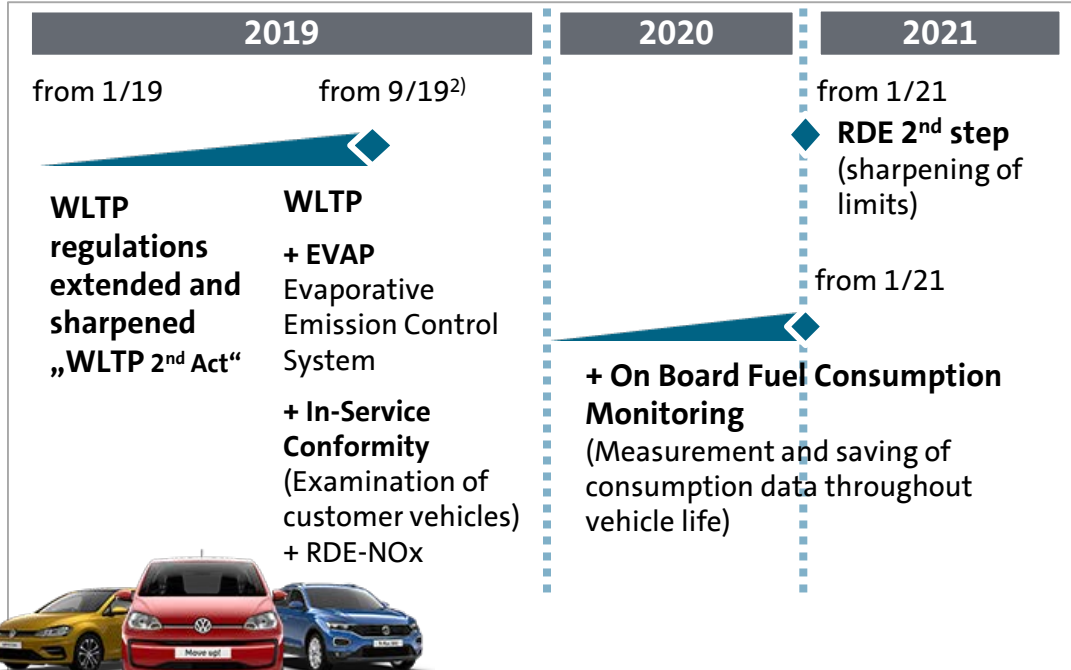 2019
2020
2021
from 1/19
from 9/19²⁾
from 1/21
WLTP
regulations
extended and
sharpened
„WLTP 2nd Act“
WLTP
+ EVAP
Evaporative
Emission Control
System
+ In-Service
Conformity
(Examination of
customer vehicles)
+ RDE-NOx
RDE 2nd step
(sharpening of
limits)
from 1/21
+ On Board Fuel Consumption
Monitoring
(Measurement and saving of
consumption data throughout
vehicle life)
Move up!